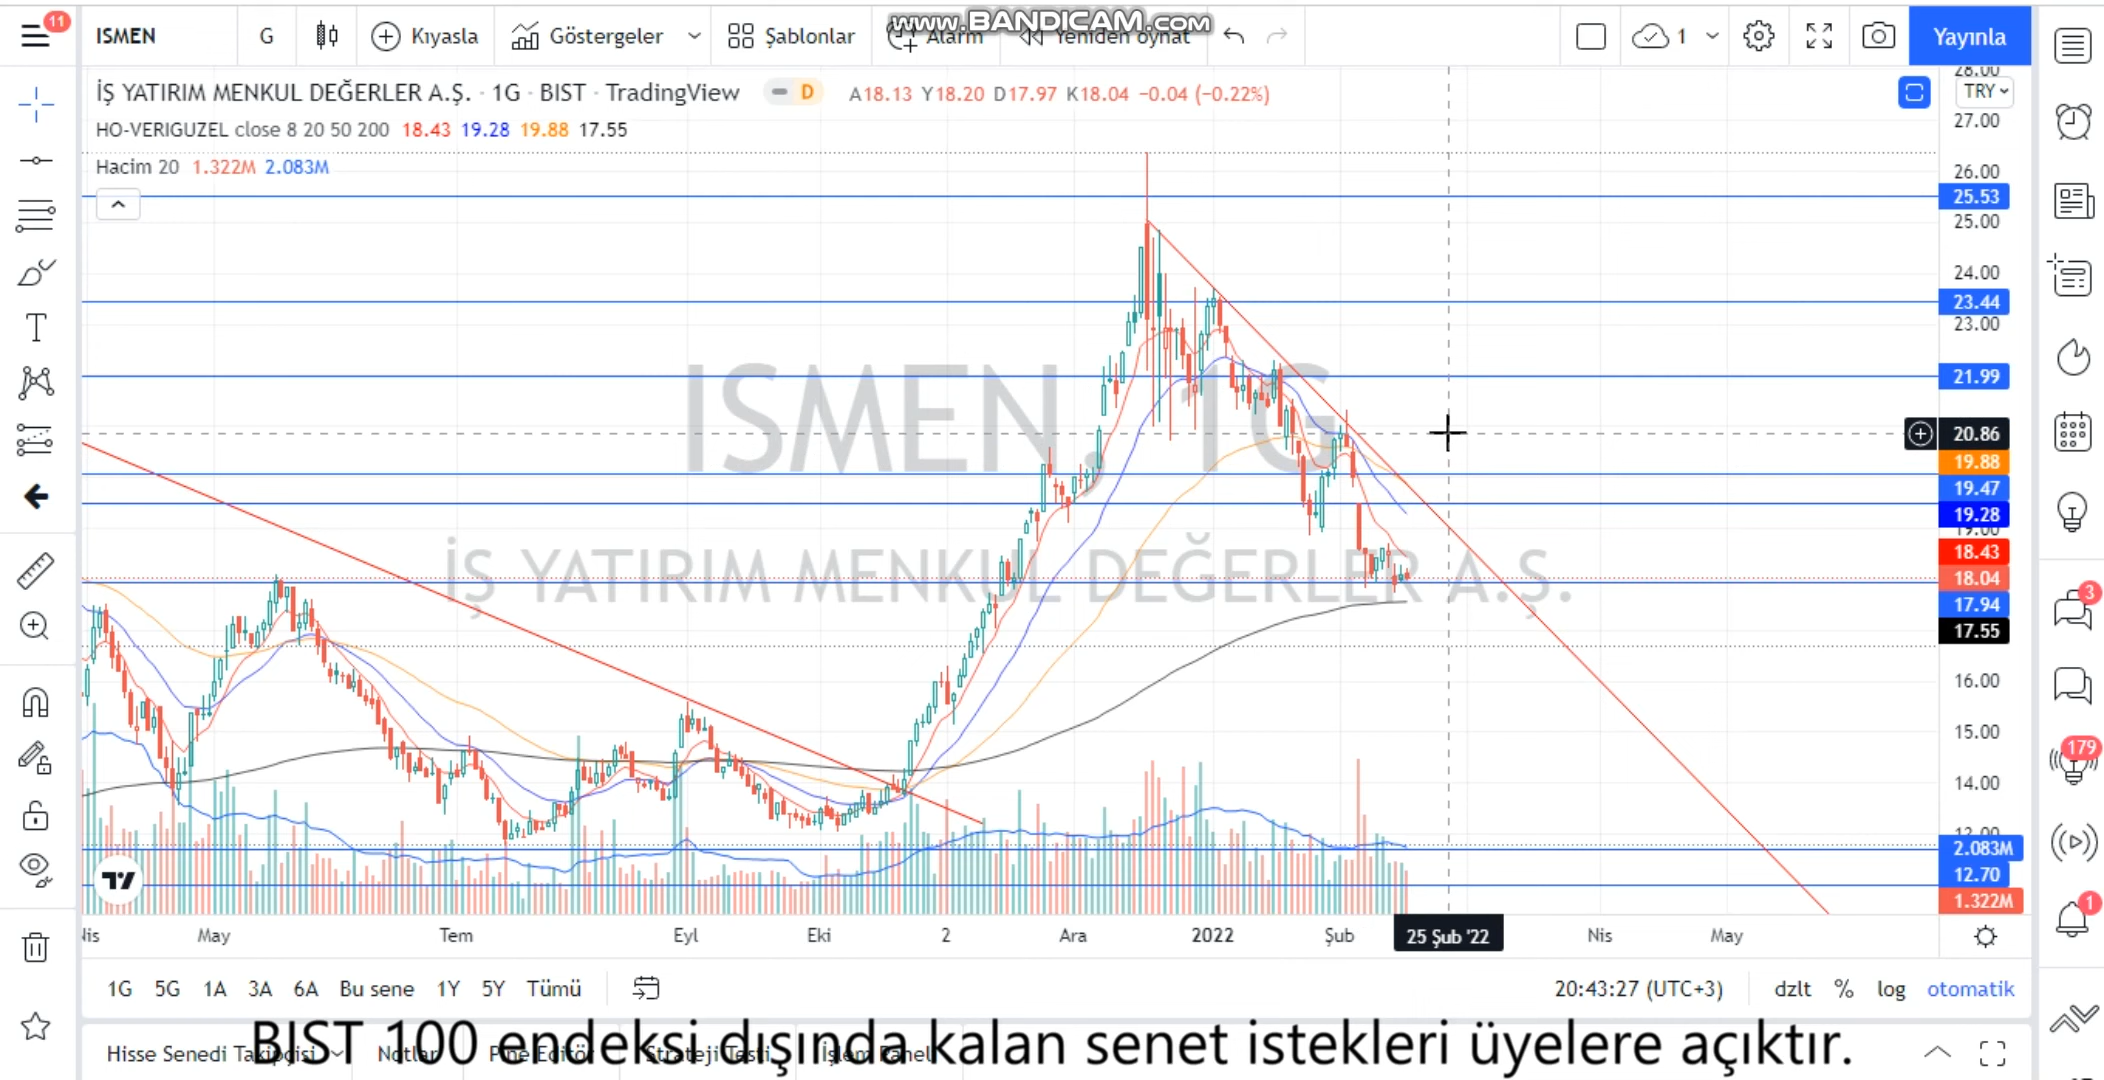 11
ISMEN
G
Kıyasla
Göstergeler
Şablonlar
Alarm
Yeniden oynat
www.BANDICAM.com
1
Yayınla
İŞ YATIRIM MENKUL DEĞERLER A.Ş. · 1G · BIST · TradingView
D
A18.13 Y18.20 D17.97 K18.04 −0.04 (−0.22%)
HO-VERIGUZEL close 8 20 50 200 18.43 19.28 19.88 17.55
Hacim 20 1.322M 2.083M
ISMEN, 1G
İŞ YATIRIM MENKUL DEĞERLER A.Ş.
28.00
TRY
27.00
26.00
25.53
25.00
24.00
23.44
23.00
21.99
20.86
19.88
19.47
19.28
19.00
18.43
18.04
17.94
17.55
16.00
15.00
14.00
2.083M
12.70
1.322M
3
179
1
Nis
May
Tem
Eyl
Eki
2
Ara
2022
Şub
25 Şub '22
Nis
May
1G 5G 1A 3A 6A Bu sene 1Y 5Y Tümü
20:43:27 (UTC+3)
dzlt % log otomatik
Hisse Senedi Takipçisi
Notlar
Pine Editör
Strateji Testi
İşlem Paneli
BIST 100 endeksi dışında kalan senet istekleri üyelere açıktır.